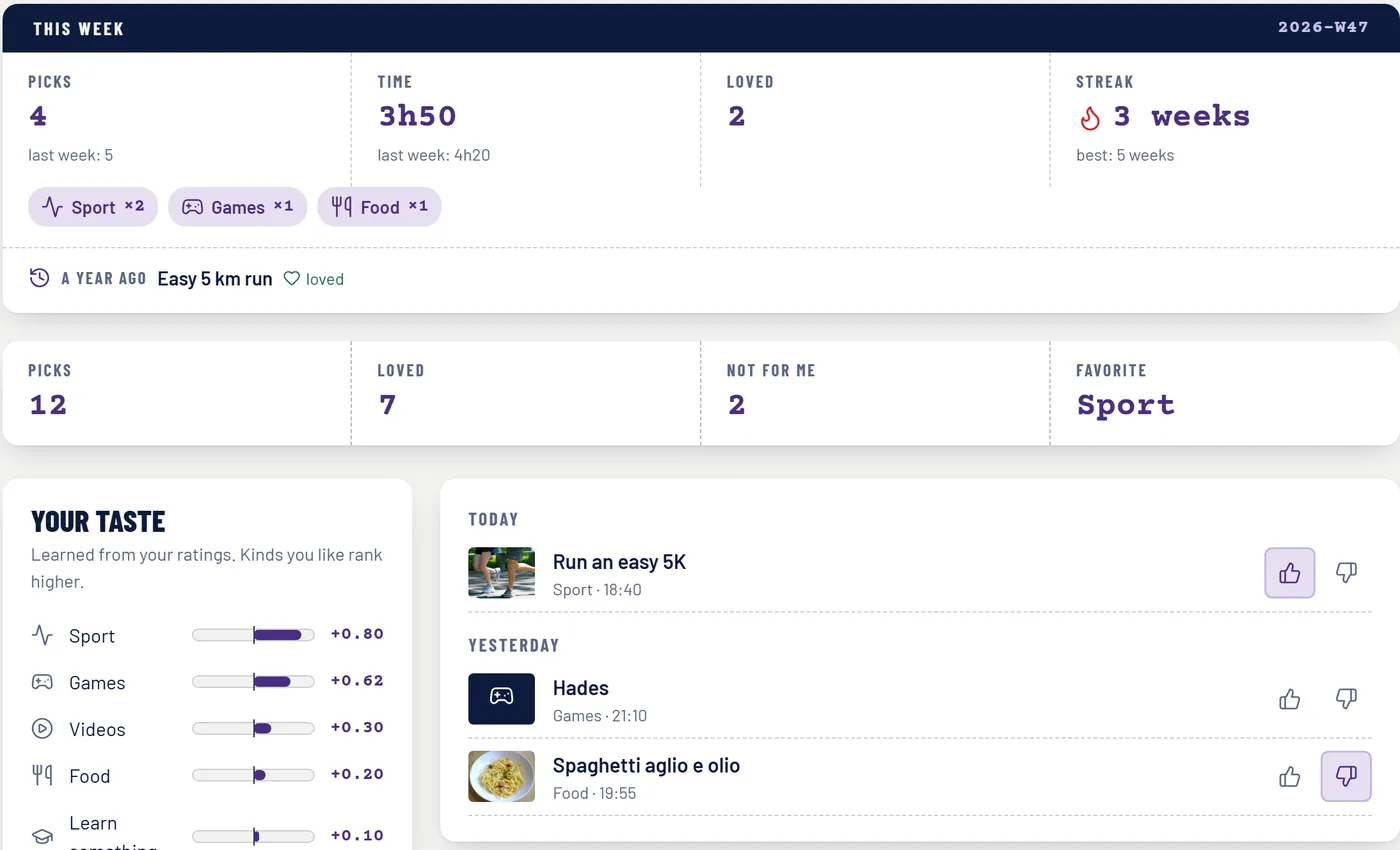 THIS WEEK
2026-W47
PICKS
4
last week: 5
TIME
3h50
last week: 4h20
LOVED
2
STREAK
3 weeks
best: 5 weeks
Sport ×2
Games ×1
Food ×1
A YEAR AGO Easy 5 km run loved
PICKS
12
LOVED
7
NOT FOR ME
2
FAVORITE
Sport
YOUR TASTE
Learned from your ratings. Kinds you like rank
higher.
Sport +0.80
Games +0.62
Videos +0.30
Food +0.20
Learn
something
+0.10
TODAY
Run an easy 5K
Sport · 18:40
YESTERDAY
Hades
Games · 21:10
Spaghetti aglio e olio
Food · 19:55